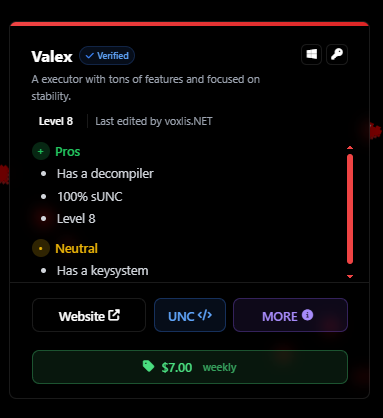 Valex Verified
A executor with tons of features and focused on
stability.
Level 8 Last edited by voxlis.NET
+ Pros
• Has a decompiler
• 100% sUNC
• Level 8
• Neutral
• Has a keysystem
Website UNC </> MORE
$7.00 weekly